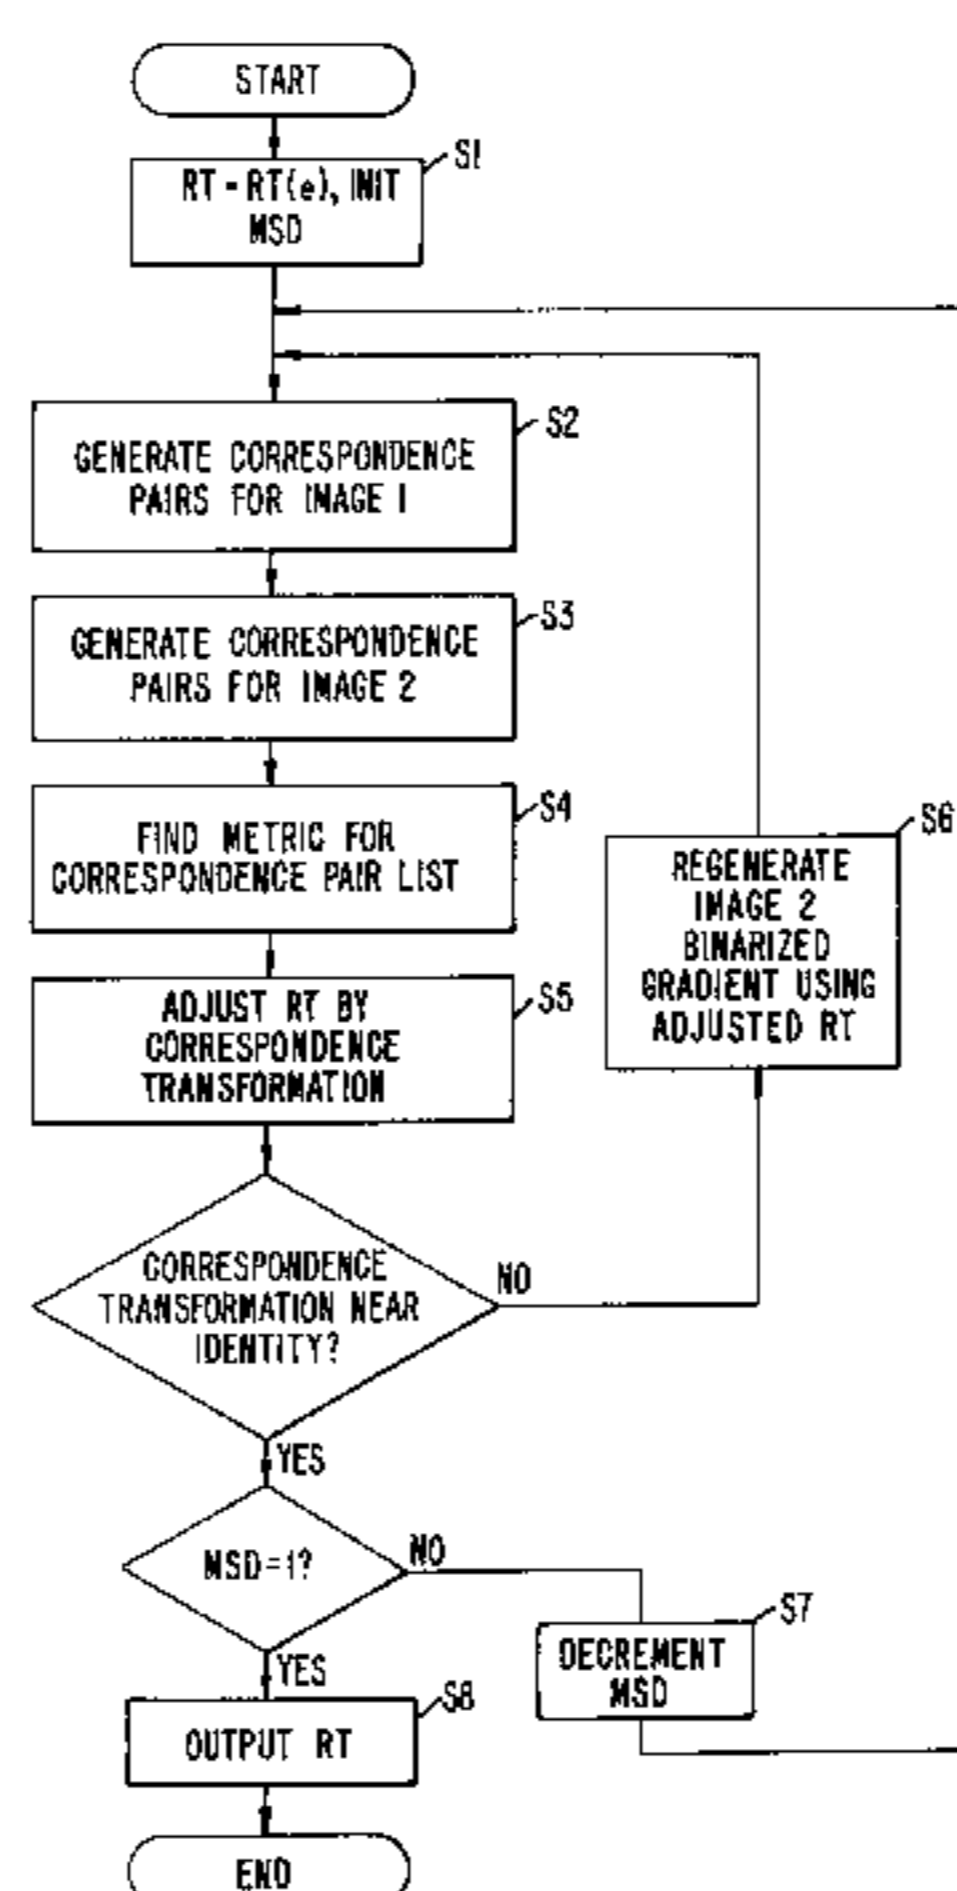 START
S1
RT = RT(e), INIT
MSD
S2
GENERATE CORRESPONDENCE
PAIRS FOR IMAGE 1
S3
GENERATE CORRESPONDENCE
PAIRS FOR IMAGE 2
S4
FIND METRIC FOR
CORRESPONDENCE PAIR LIST
S5
ADJUST RT BY
CORRESPONDENCE
TRANSFORMATION
S6
REGENERATE
IMAGE 2
BINARIZED
GRADIENT USING
ADJUSTED RT
CORRESPONDENCE
TRANSFORMATION NEAR
IDENTITY?
NO
YES
MSD=1?
NO
YES
S7
DECREMENT
MSD
S8
OUTPUT RT
END